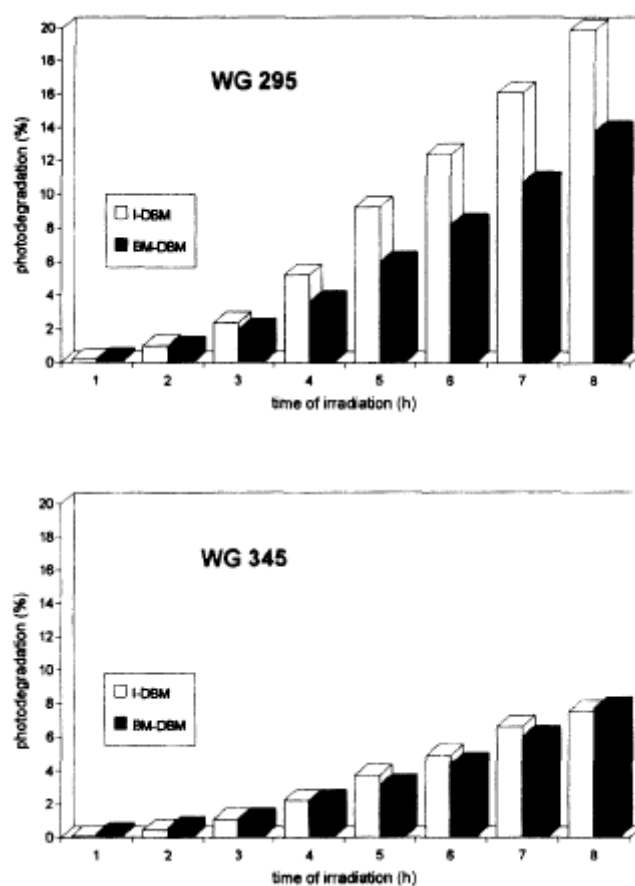 WG 295
photodegradation (%)
20
18
16
14
12
10
8
6
4
2
0
I-DBM
BM-DBM
1 2 3 4 5 6 7 8
time of irradiation (h)
WG 345
photodegradation (%)
20
18
16
14
12
10
8
6
4
2
0
I-DBM
BM-DBM
1 2 3 4 5 6 7 8
time of irradiation (h)